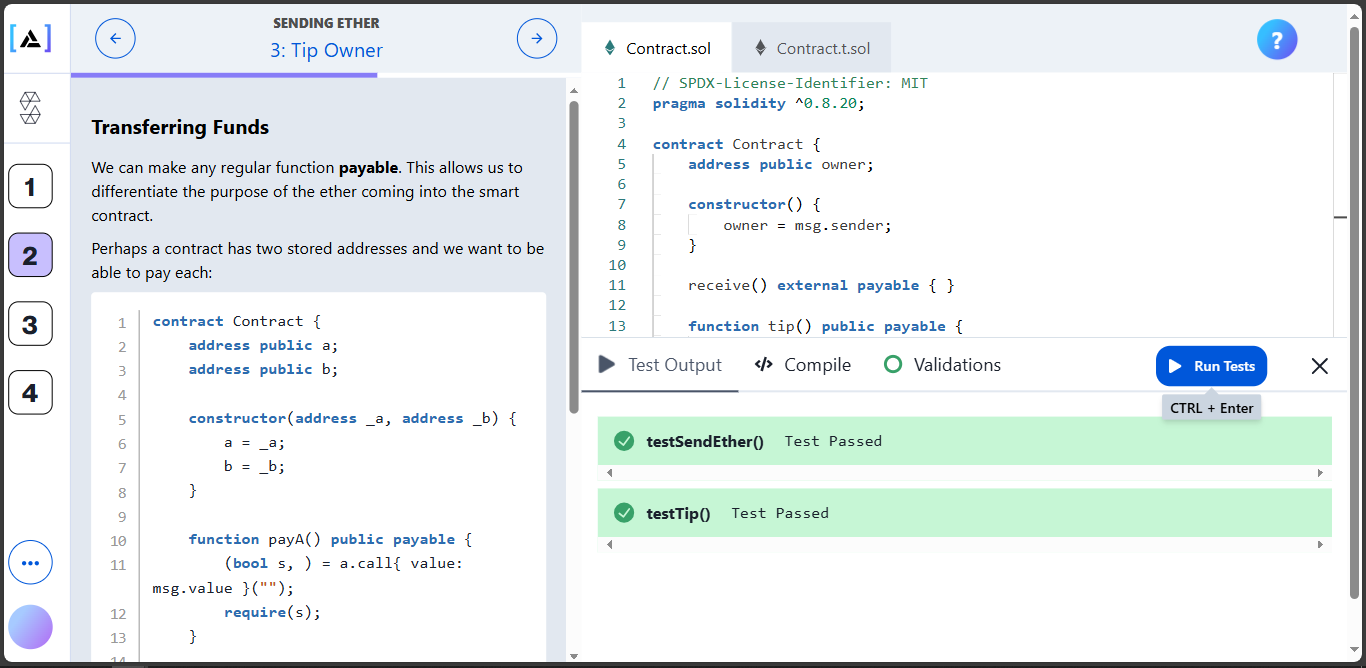 SENDING ETHER
3: Tip Owner
1
2
3
4
Transferring Funds
We can make any regular function payable. This allows us to
differentiate the purpose of the ether coming into the smart
contract.
Perhaps a contract has two stored addresses and we want to be
able to pay each:
1 contract Contract {
2 address public a;
3 address public b;
4
5 constructor(address _a, address _b) {
6 a = _a;
7 b = _b;
8 }
9
10 function payA() public payable {
11 (bool s, ) = a.call{ value:
msg.value }("");
12 require(s);
13 }
14
Contract.sol
Contract.t.sol
?
1 // SPDX-License-Identifier: MIT
2 pragma solidity ^0.8.20;
3
4 contract Contract {
5 address public owner;
6
7 constructor() {
8 owner = msg.sender;
9 }
10
11 receive() external payable { }
12
13 function tip() public payable {
Test Output
Compile
Validations
Run Tests
CTRL + Enter
testSendEther() Test Passed
testTip() Test Passed